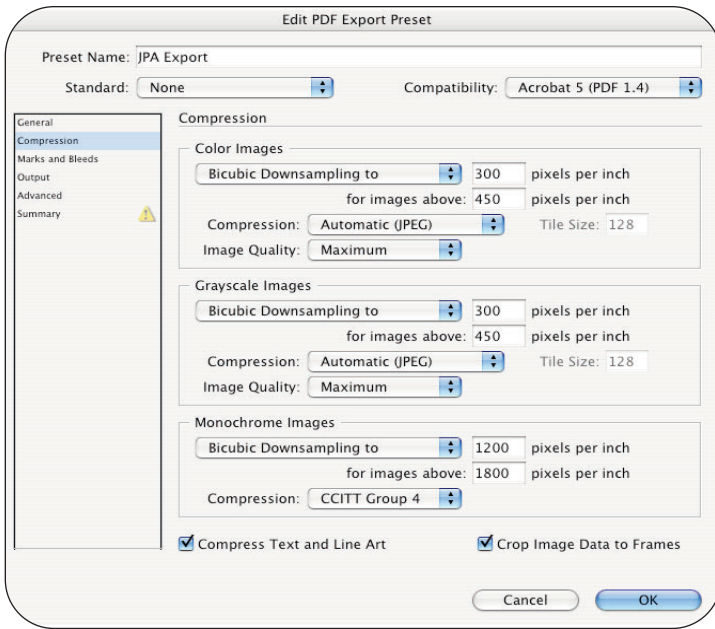 Edit PDF Export Preset
Preset Name: JPA Export
Standard: None Compatibility: Acrobat 5 (PDF 1.4)
General
Compression
Marks and Bleeds
Output
Advanced
Summary
Compression
Color Images
Bicubic Downsampling to 300 pixels per inch
for images above: 450 pixels per inch
Compression: Automatic (JPEG) Tile Size: 128
Image Quality: Maximum
Grayscale Images
Bicubic Downsampling to 300 pixels per inch
for images above: 450 pixels per inch
Compression: Automatic (JPEG) Tile Size: 128
Image Quality: Maximum
Monochrome Images
Bicubic Downsampling to 1200 pixels per inch
for images above: 1800 pixels per inch
Compression: CCITT Group 4
Compress Text and Line Art Crop Image Data to Frames
Cancel OK